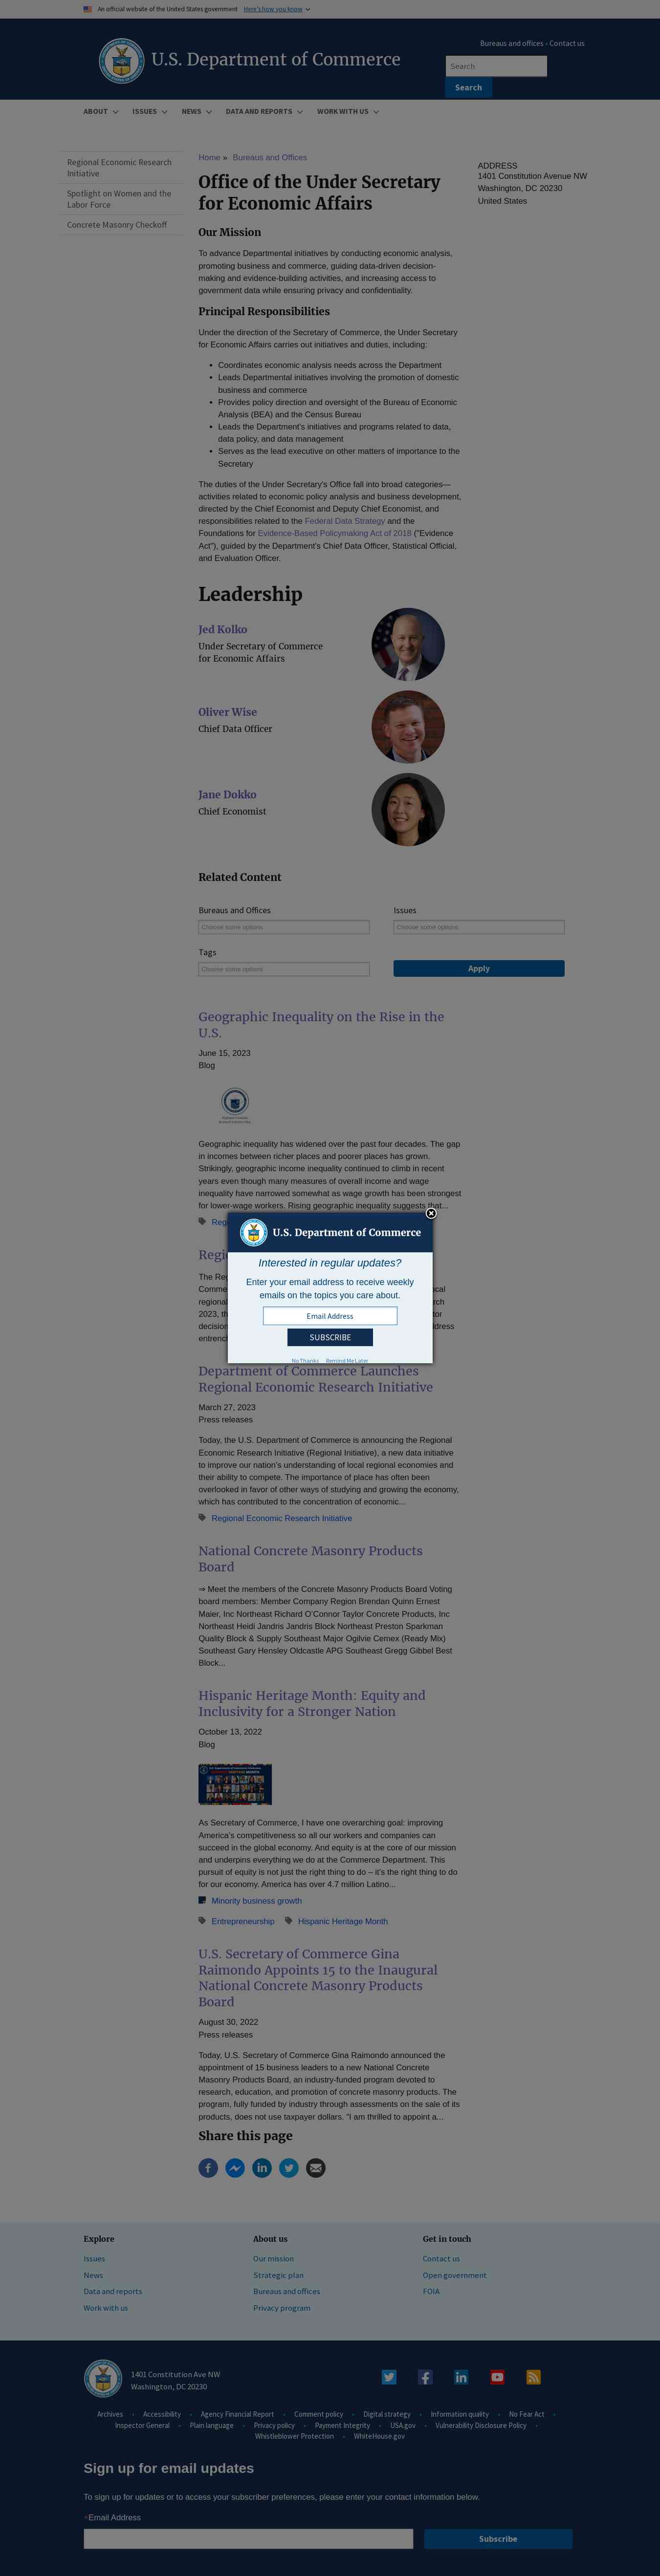 An official website of the United States government Here's how you know
U.S. Department of Commerce
Bureaus and offices - Contact us
Search
Search
ABOUT ISSUES NEWS DATA AND REPORTS WORK WITH US
Regional Economic Research
Initiative
Spotlight on Women and the
Labor Force
Concrete Masonry Checkoff
Home » Bureaus and Offices
Office of the Under Secretary
for Economic Affairs
Our Mission
To advance Departmental initiatives by conducting economic analysis,
promoting business and commerce, guiding data-driven decision-
making and evidence-building activities, and increasing access to
government data while ensuring privacy and confidentiality.
Principal Responsibilities
Under the direction of the Secretary of Commerce, the Under Secretary
for Economic Affairs carries out initiatives and duties, including:
• Coordinates economic analysis needs across the Department
• Leads Departmental initiatives involving the promotion of domestic
business and commerce
• Provides policy direction and oversight of the Bureau of Economic
Analysis (BEA) and the Census Bureau
• Leads the Department's initiatives and programs related to data,
data policy, and data management
• Serves as the lead executive on other matters of importance to the
Secretary
The duties of the Under Secretary's Office fall into broad categories—
activities related to economic policy analysis and business development,
directed by the Chief Economist and Deputy Chief Economist, and
responsibilities related to the Federal Data Strategy and the
Foundations for Evidence-Based Policymaking Act of 2018 ("Evidence
Act"), guided by the Department's Chief Data Officer, Statistical Official,
and Evaluation Officer.
ADDRESS
1401 Constitution Avenue NW
Washington, DC 20230
United States
Leadership
Jed Kolko
Under Secretary of Commerce
for Economic Affairs
Oliver Wise
Chief Data Officer
Jane Dokko
Chief Economist
Related Content
Bureaus and Offices
Choose some options
Issues
Choose some options
Tags
Choose some options
Apply
Geographic Inequality on the Rise in the
U.S.
June 15, 2023
Blog
Geographic inequality has widened over the past four decades. The gap
in incomes between richer places and poorer places has grown.
Strikingly, geographic income inequality continued to climb in recent
years even though many measures of overall income and wage
inequality have narrowed somewhat as wage growth has been strongest
for lower-wage workers. Rising geographic inequality suggests that...
U.S. Department of Commerce
Interested in regular updates?
Enter your email address to receive weekly
emails on the topics you care about.
Email Address
SUBSCRIBE
No Thanks Remind Me Later
Department of Commerce Launches
Regional Economic Research Initiative
March 27, 2023
Press releases
Today, the U.S. Department of Commerce is announcing the Regional
Economic Research Initiative (Regional Initiative), a new data initiative
to improve our nation's understanding of local regional economies and
their ability to compete. The importance of place has often been
overlooked in favor of other ways of studying and growing the economy,
which has contributed to the concentration of economic...
Regional Economic Research Initiative
National Concrete Masonry Products
Board
⇒ Meet the members of the Concrete Masonry Products Board Voting
board members: Member Company Region Brendan Quinn Ernest
Maier, Inc Northeast Richard O'Connor Taylor Concrete Products, Inc
Northeast Heidi Jandris Jandris Block Northeast Preston Sparkman
Quality Block & Supply Southeast Major Ogilvie Cemex (Ready Mix)
Southeast Gary Hensley Oldcastle APG Southeast Gregg Gibbel Best
Block...
Hispanic Heritage Month: Equity and
Inclusivity for a Stronger Nation
October 13, 2022
Blog
As Secretary of Commerce, I have one overarching goal: improving
America's competitiveness so all our workers and companies can
succeed in the global economy. And equity is at the core of our mission
and underpins everything we do at the Commerce Department. This
pursuit of equity is not just the right thing to do – it's the right thing to do
for our economy. America has over 4.7 million Latino...
Minority business growth
Entrepreneurship Hispanic Heritage Month
U.S. Secretary of Commerce Gina
Raimondo Appoints 15 to the Inaugural
National Concrete Masonry Products
Board
August 30, 2022
Press releases
Today, U.S. Secretary of Commerce Gina Raimondo announced the
appointment of 15 business leaders to a new National Concrete
Masonry Products Board, an industry-funded program devoted to
research, education, and promotion of concrete masonry products. The
program, fully funded by industry through assessments on the sale of its
products, does not use taxpayer dollars. "I am thrilled to appoint a...
Share this page
Explore
Issues
News
Data and reports
Work with us
About us
Our mission
Strategic plan
Bureaus and offices
Privacy program
Get in touch
Contact us
Open government
FOIA
1401 Constitution Ave NW
Washington, DC 20230
Archives Accessibility Agency Financial Report Comment policy Digital strategy Information quality No Fear Act
Inspector General Plain language Privacy policy Payment Integrity USA.gov Vulnerability Disclosure Policy
Whistleblower Protection WhiteHouse.gov
Sign up for email updates
To sign up for updates or to access your subscriber preferences, please enter your contact information below.
*Email Address
Subscribe